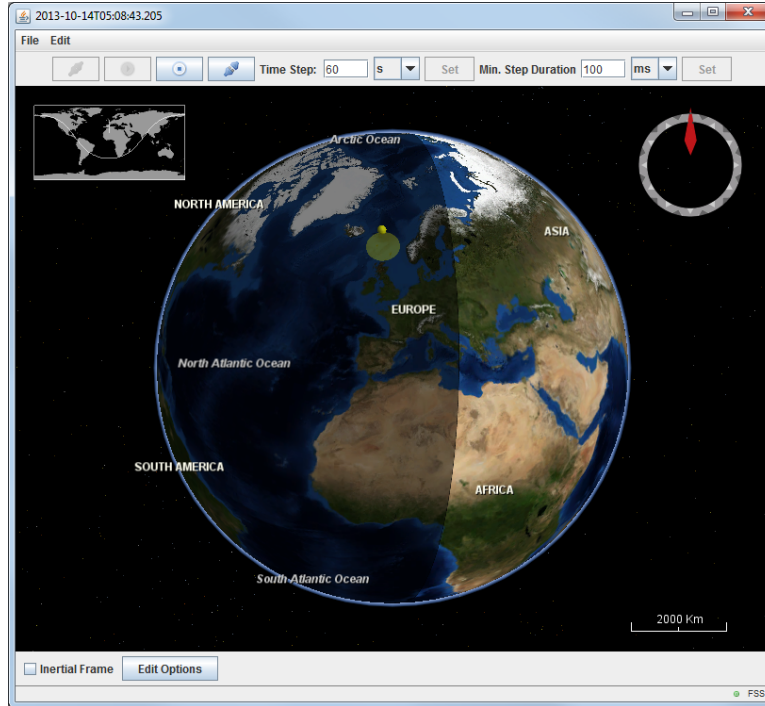 2013-10-14T05:08:43.205
File Edit
Time Step: 60 s Set Min. Step Duration 100 ms Set
Arctic Ocean
NORTH AMERICA
ASIA
EUROPE
North Atlantic Ocean
SOUTH AMERICA
AFRICA
South Atlantic Ocean
2000 Km
Inertial Frame Edit Options
FSS